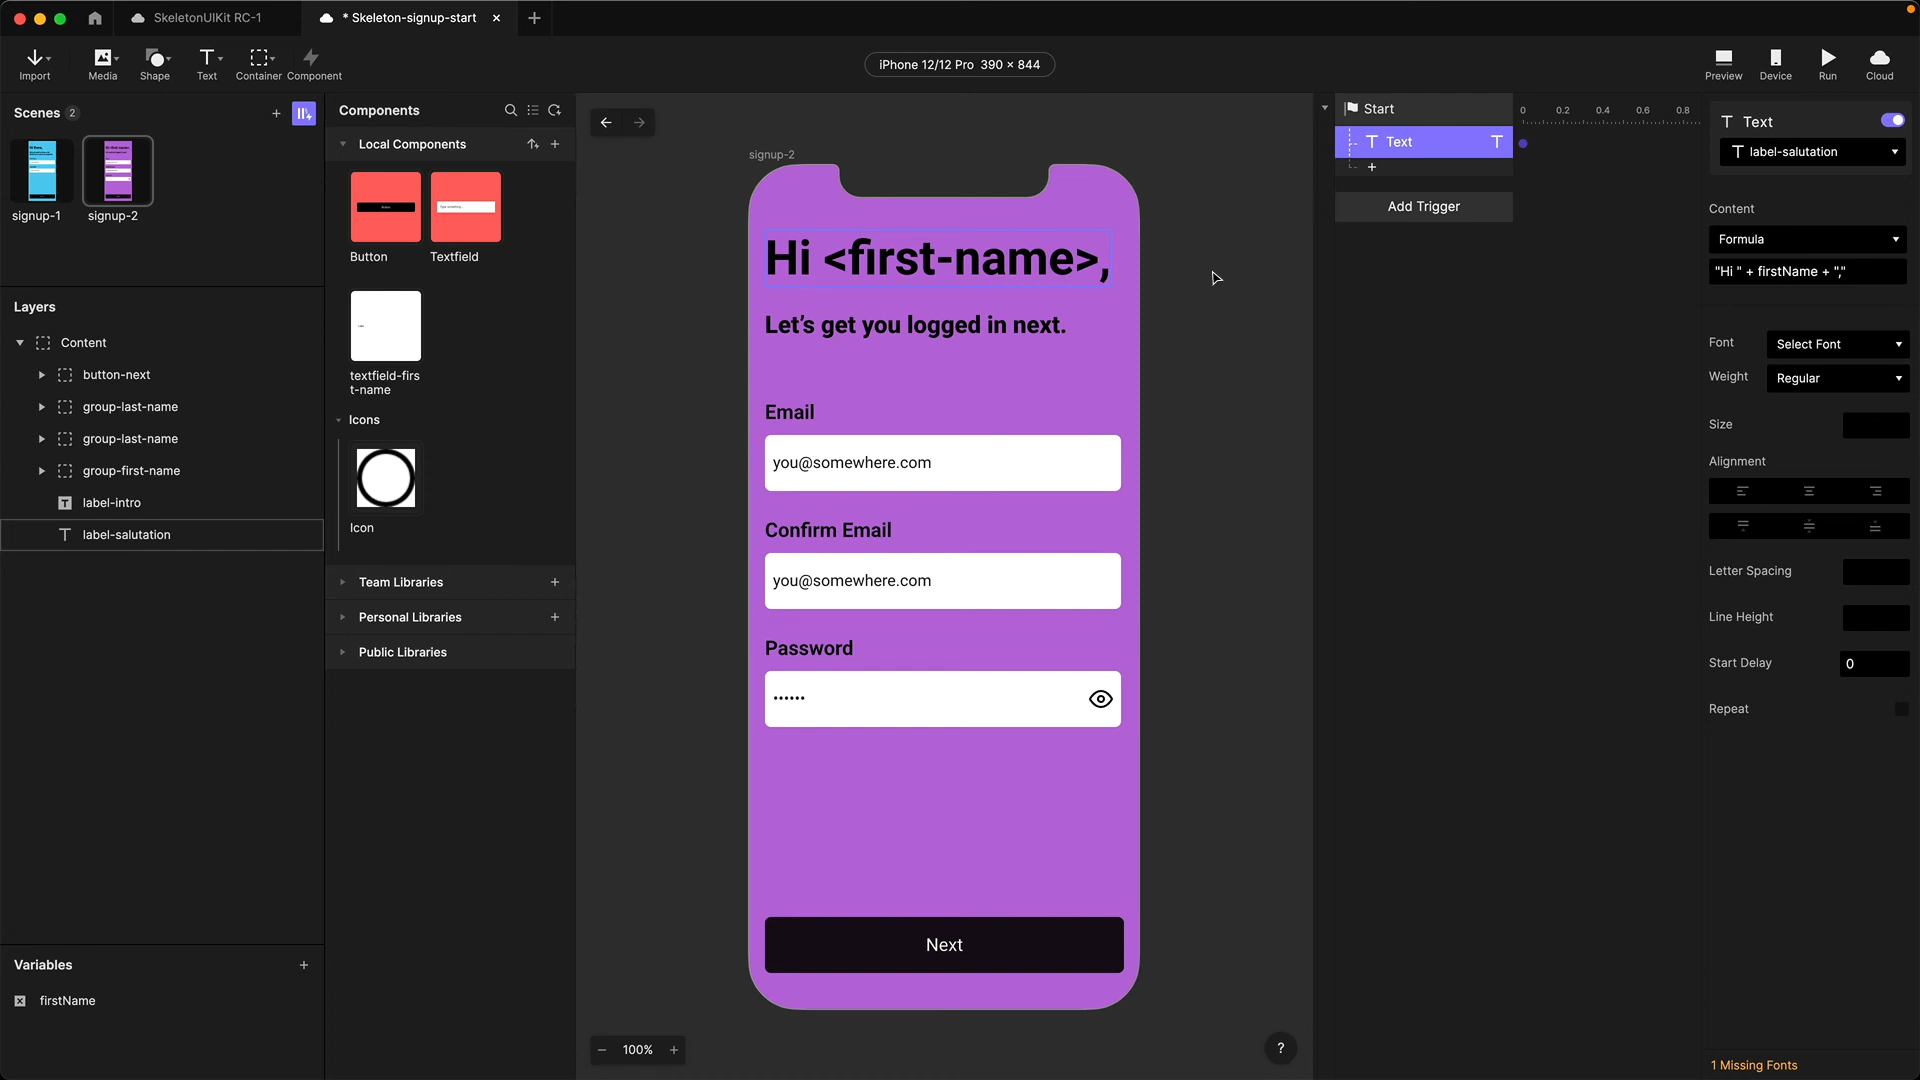 SkeletonUIKit RC-1
* Skeleton-signup-start
Import
Media
Shape
Text
Container
Component
iPhone 12/12 Pro 390 × 844
Preview
Device
Run
Cloud
Scenes 2
signup-1
signup-2
Layers
Content
button-next
group-last-name
group-last-name
group-first-name
label-intro
label-salutation
Variables
firstName
Components
Local Components
Button
Textfield
textfield-firs
t-name
Icons
Icon
Team Libraries
Personal Libraries
Public Libraries
signup-2
Hi <first-name>,
Let’s get you logged in next.
Email
you@somewhere.com
Confirm Email
you@somewhere.com
Password
Next
100%
?
Start
Text
Add Trigger
0 0.2 0.4 0.6 0.8
Text
label-salutation
Content
Formula
"Hi " + firstName + ","
Font Select Font
Weight Regular
Size
Alignment
Letter Spacing
Line Height
Start Delay 0
Repeat
1 Missing Fonts